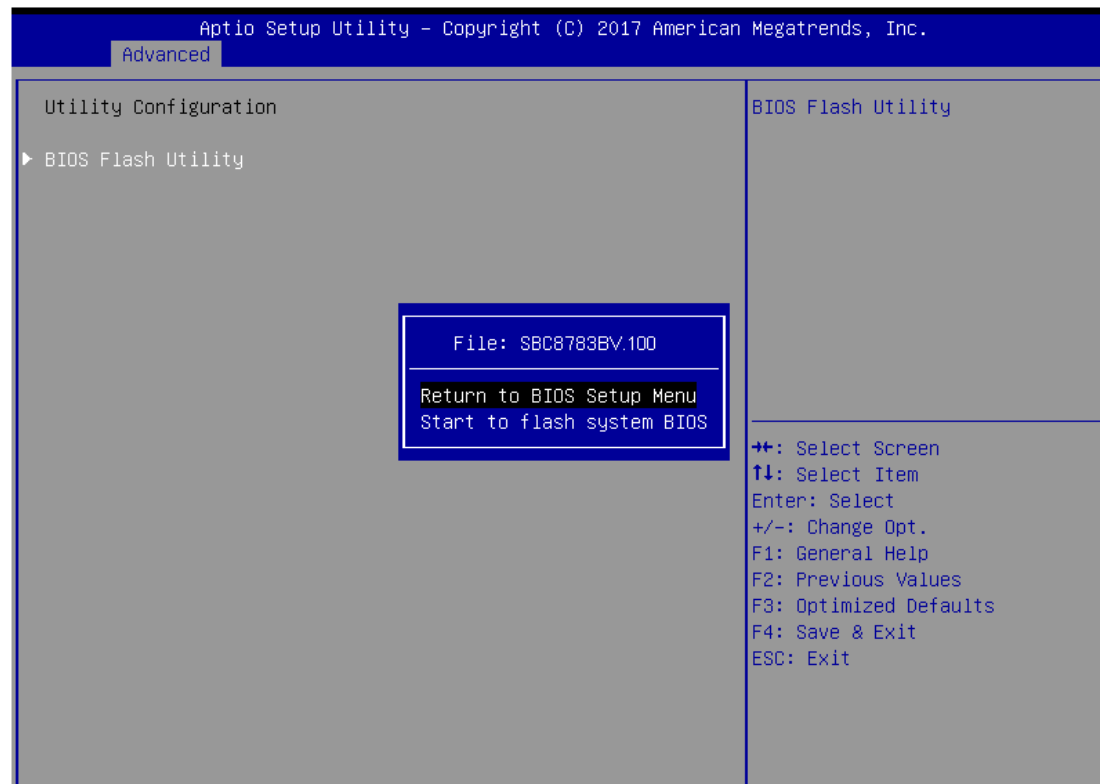 Aptio Setup Utility – Copyright (C) 2017 American Megatrends, Inc.
Advanced
Utility Configuration
BIOS Flash Utility
File: SBC8783BV.100
Return to BIOS Setup Menu
Start to flash system BIOS
BIOS Flash Utility
→←: Select Screen
↑↓: Select Item
Enter: Select
+/-: Change Opt.
F1: General Help
F2: Previous Values
F3: Optimized Defaults
F4: Save & Exit
ESC: Exit